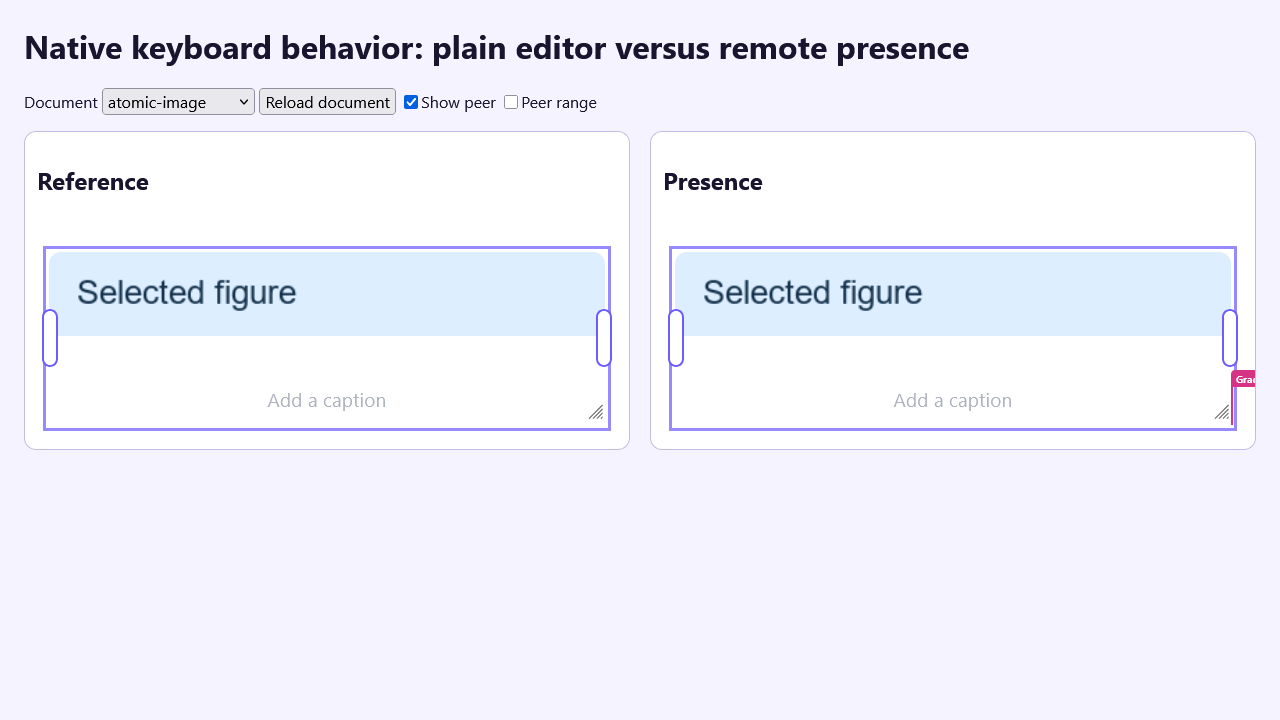 Native keyboard behavior: plain editor versus remote presence
Document atomic-image Reload document Show peer Peer range
Reference
Selected figure
Add a caption
Presence
Selected figure
Add a caption